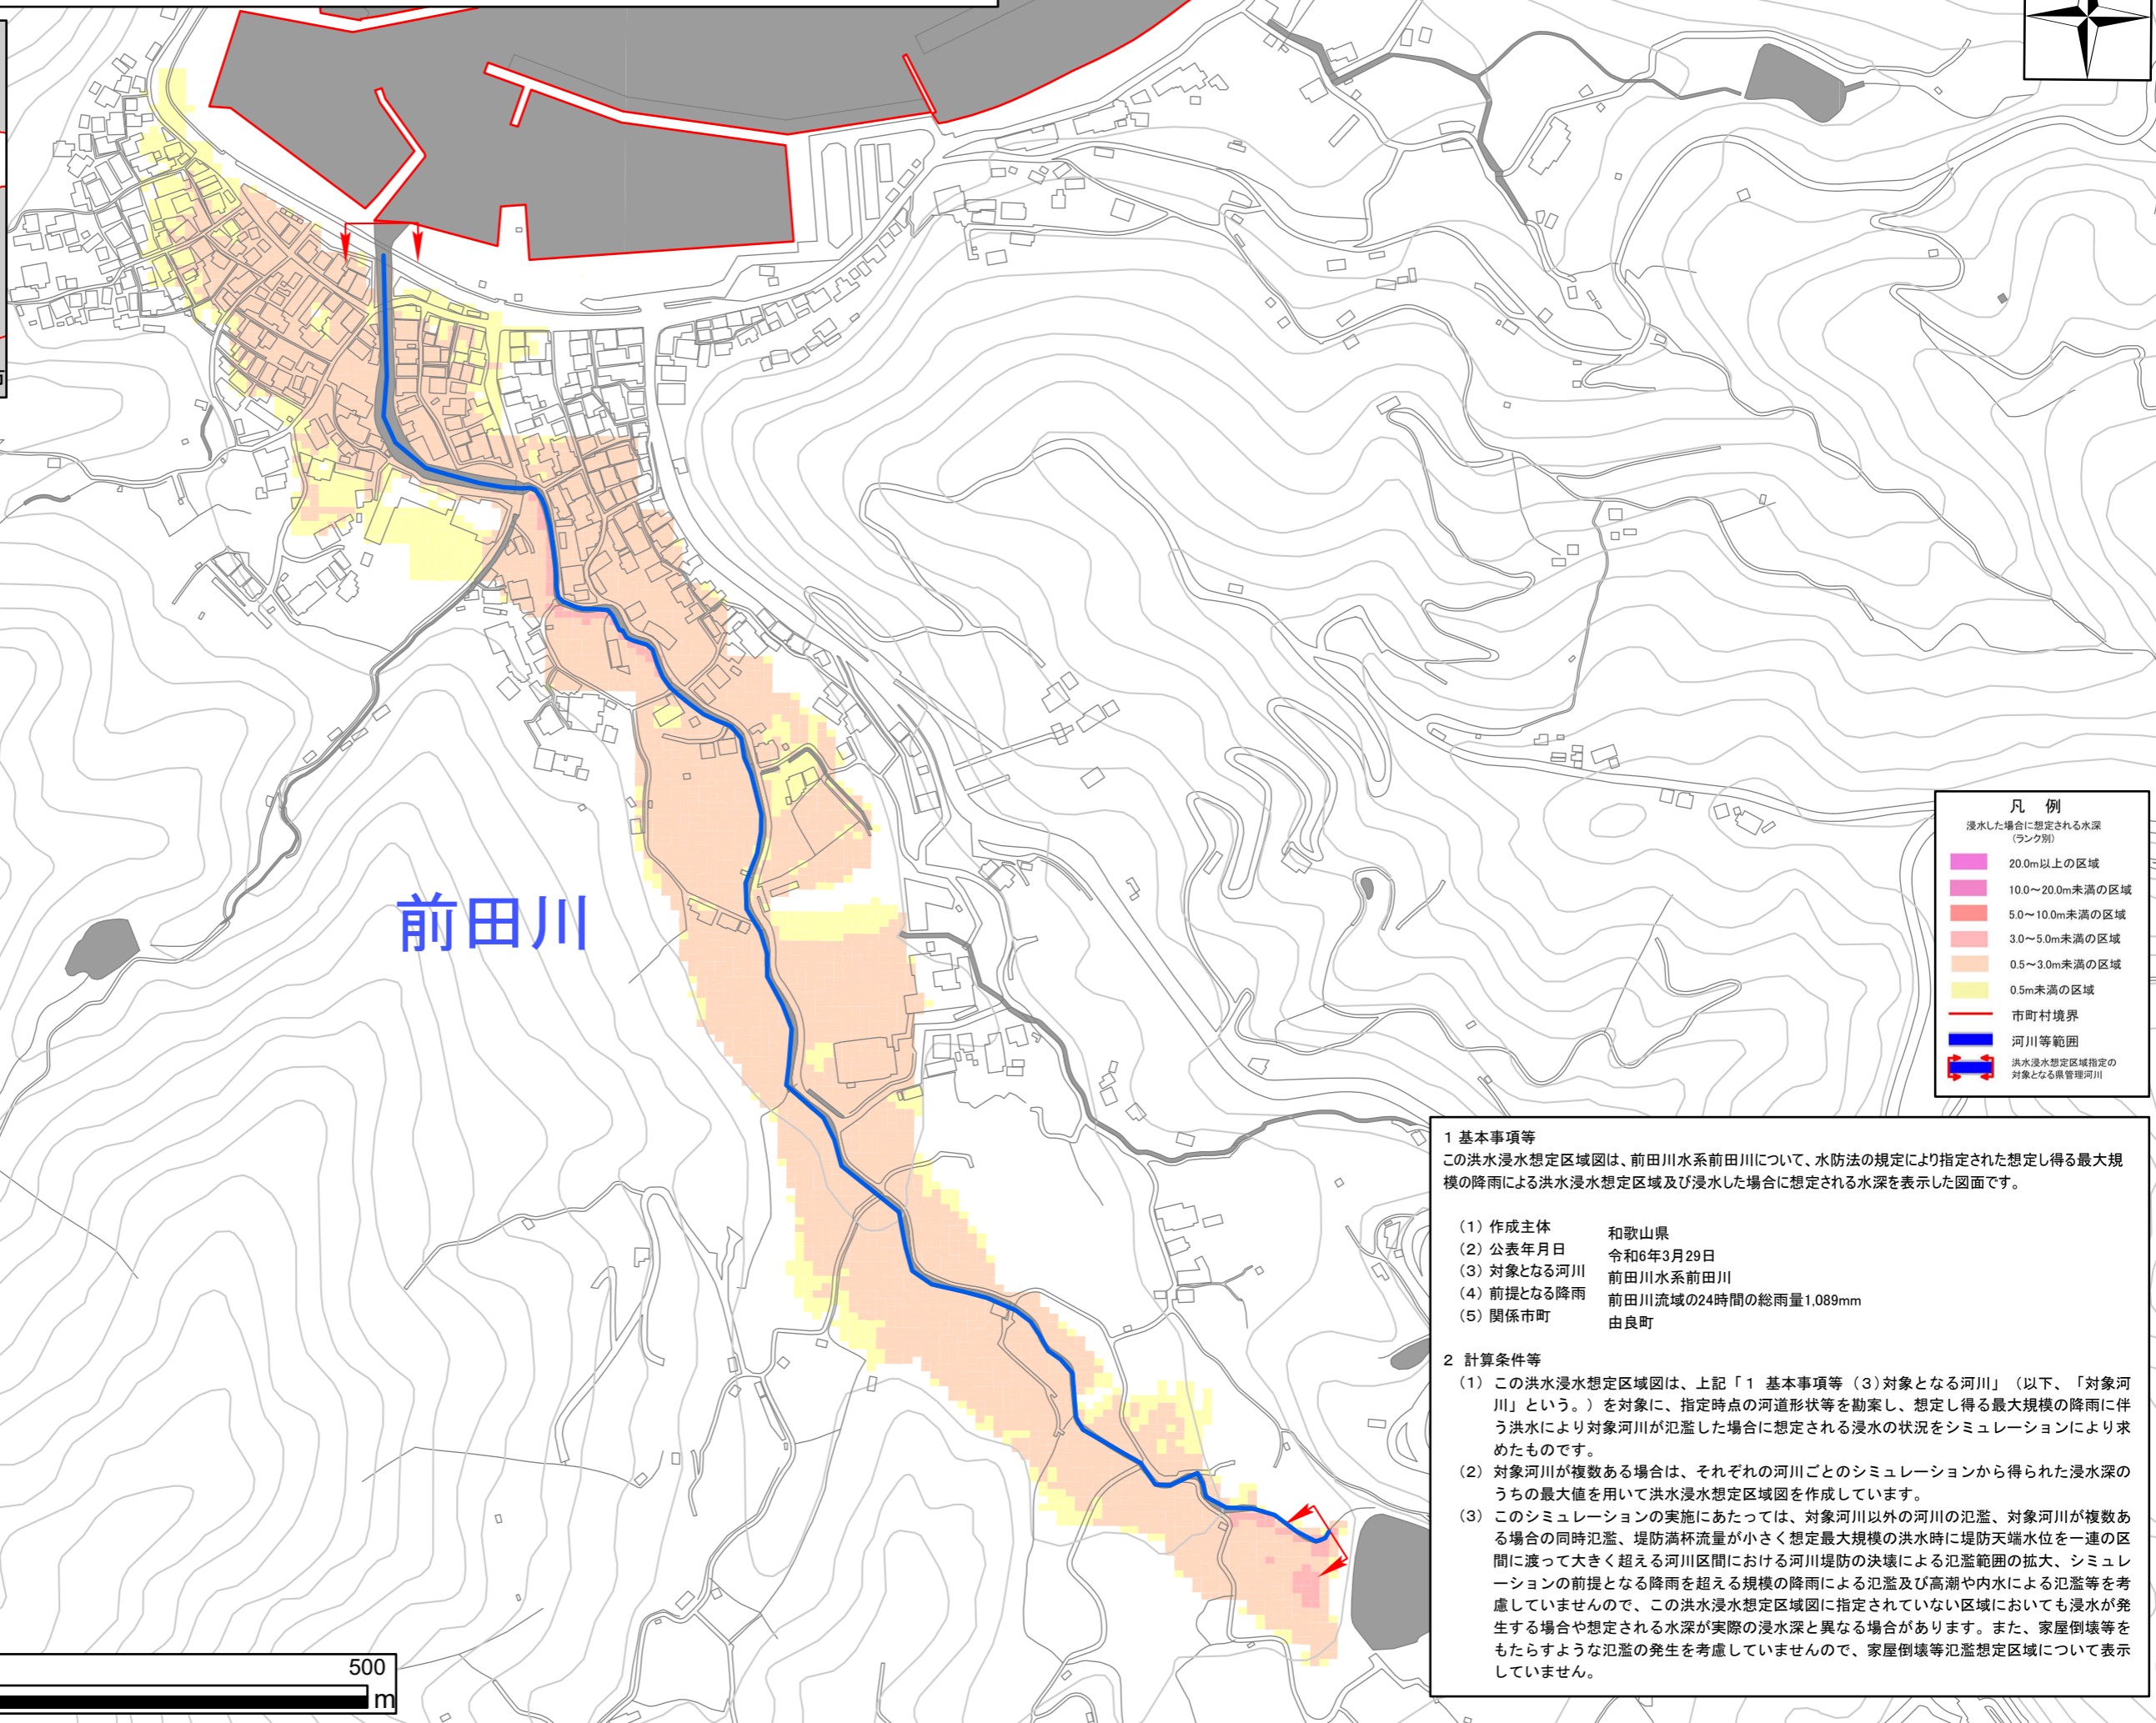 前田川
凡 例
浸水した場合に想定される水深
(ランク別)
20.0m以上の区域
10.0～20.0m未満の区域
5.0～10.0m未満の区域
3.0～5.0m未満の区域
0.5～3.0m未満の区域
0.5m未満の区域
市町村境界
河川等範囲
洪水浸水想定区域指定の
対象となる県管理河川
1 基本事項等
この洪水浸水想定区域図は、前田川水系前田川について、水防法の規定により指定された想定し得る最大規
模の降雨による洪水浸水想定区域及び浸水した場合に想定される水深を表示した図面です。
(1) 作成主体 和歌山県
(2) 公表年月日 令和6年3月29日
(3) 対象となる河川 前田川水系前田川
(4) 前提となる降雨 前田川流域の24時間の総雨量1,089mm
(5) 関係市町 由良町
2 計算条件等
(1) この洪水浸水想定区域図は、上記「1 基本事項等 (3)対象となる河川」(以下、「対象河
川」という。)を対象に、指定時点の河道形状等を勘案し、想定し得る最大規模の降雨に伴
う洪水により対象河川が氾濫した場合に想定される浸水の状況をシミュレーションにより求
めたものです。
(2) 対象河川が複数ある場合は、それぞれの河川ごとのシミュレーションから得られた浸水深の
うちの最大値を用いて洪水浸水想定区域図を作成しています。
(3) このシミュレーションの実施にあたっては、対象河川以外の河川の氾濫、対象河川が複数あ
る場合の同時氾濫、堤防満杯流量が小さく想定最大規模の洪水時に堤防天端水位を一連の区
間に渡って大きく超える河川区間における河川堤防の決壊による氾濫範囲の拡大、シミュレ
ーションの前提となる降雨を超える規模の降雨による氾濫及び高潮や内水による氾濫等を考
慮していませんので、この洪水浸水想定区域図に指定されていない区域においても浸水が発
生する場合や想定される水深が実際の浸水深と異なる場合があります。また、家屋倒壊等を
もたらすような氾濫の発生を考慮していませんので、家屋倒壊等氾濫想定区域について表示
していません。
500
m